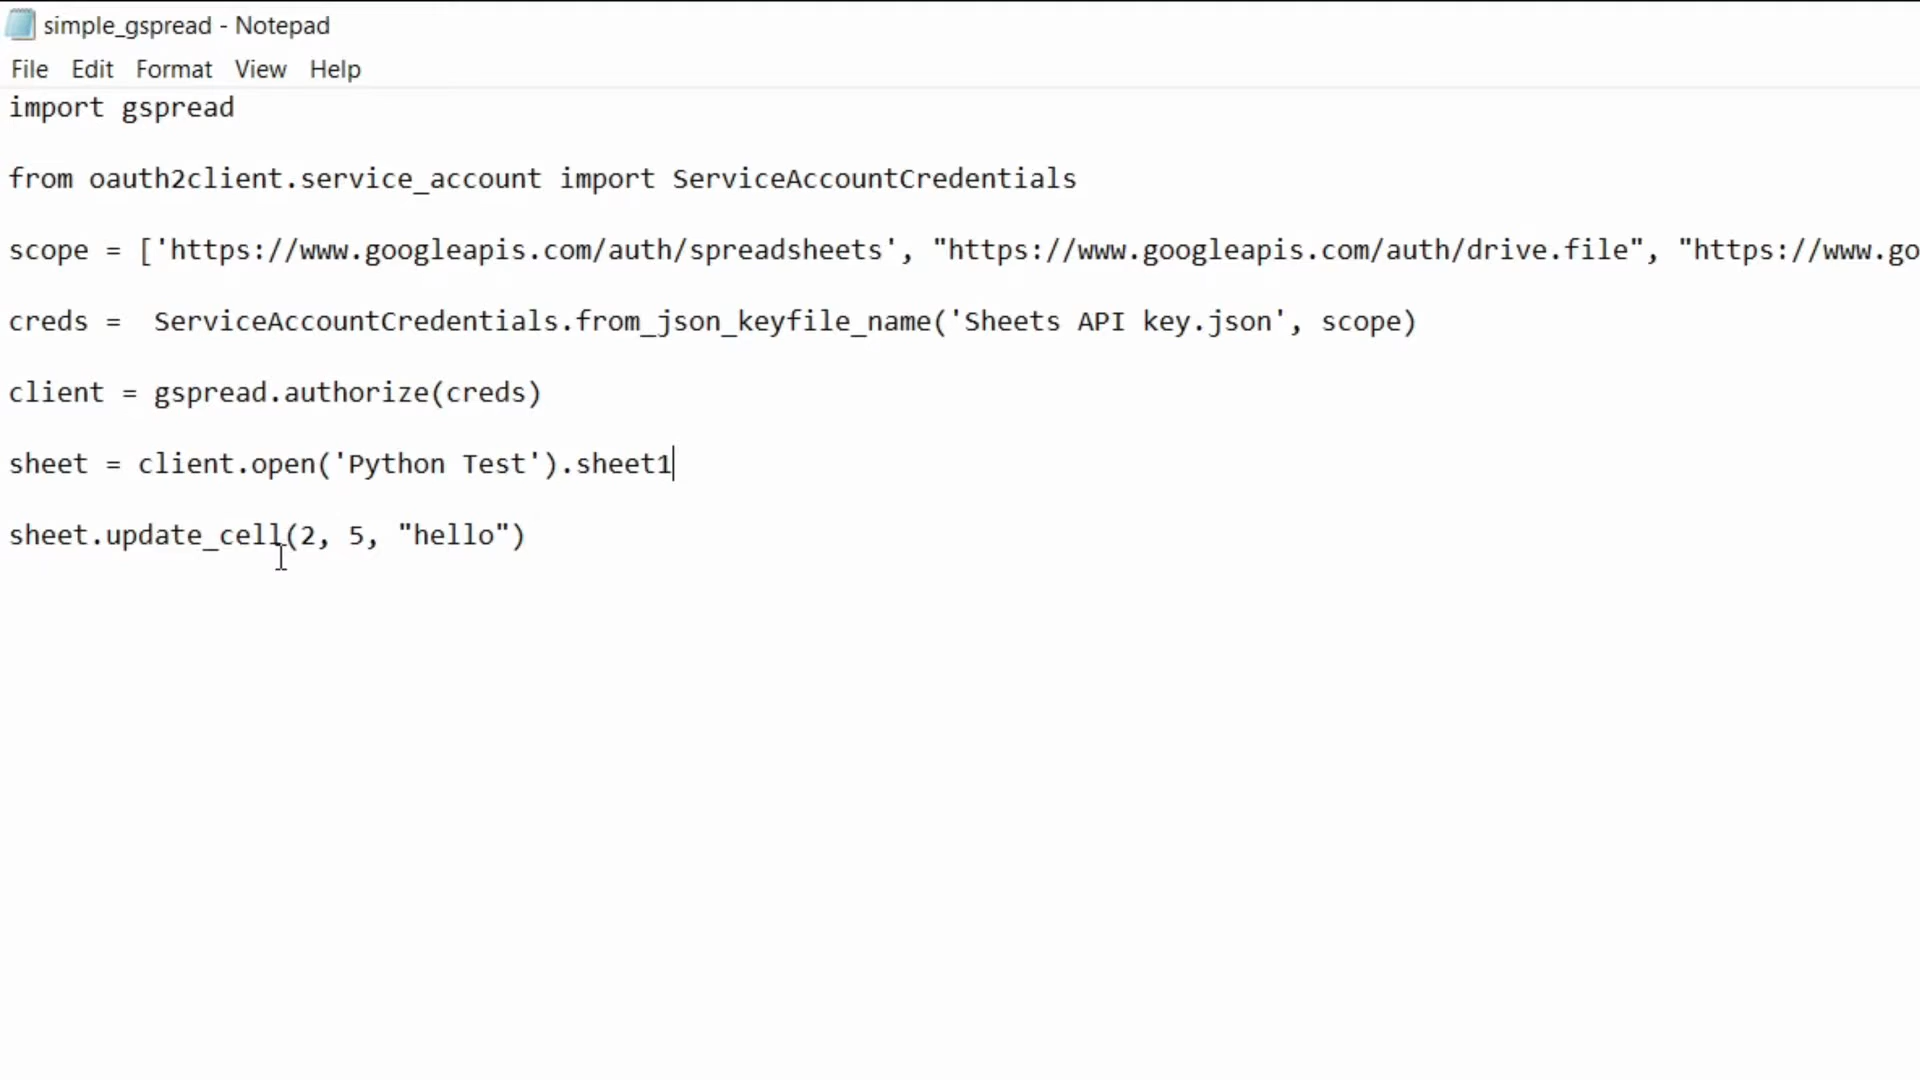 simple_gspread - Notepad
File Edit Format View Help
import gspread
from oauth2client.service_account import ServiceAccountCredentials
scope = ['https://www.googleapis.com/auth/spreadsheets', "https://www.googleapis.com/auth/drive.file", "https://www.go
creds =  ServiceAccountCredentials.from_json_keyfile_name('Sheets API key.json', scope)
client = gspread.authorize(creds)
sheet = client.open('Python Test').sheet1
sheet.update_cell(2, 5, "hello")